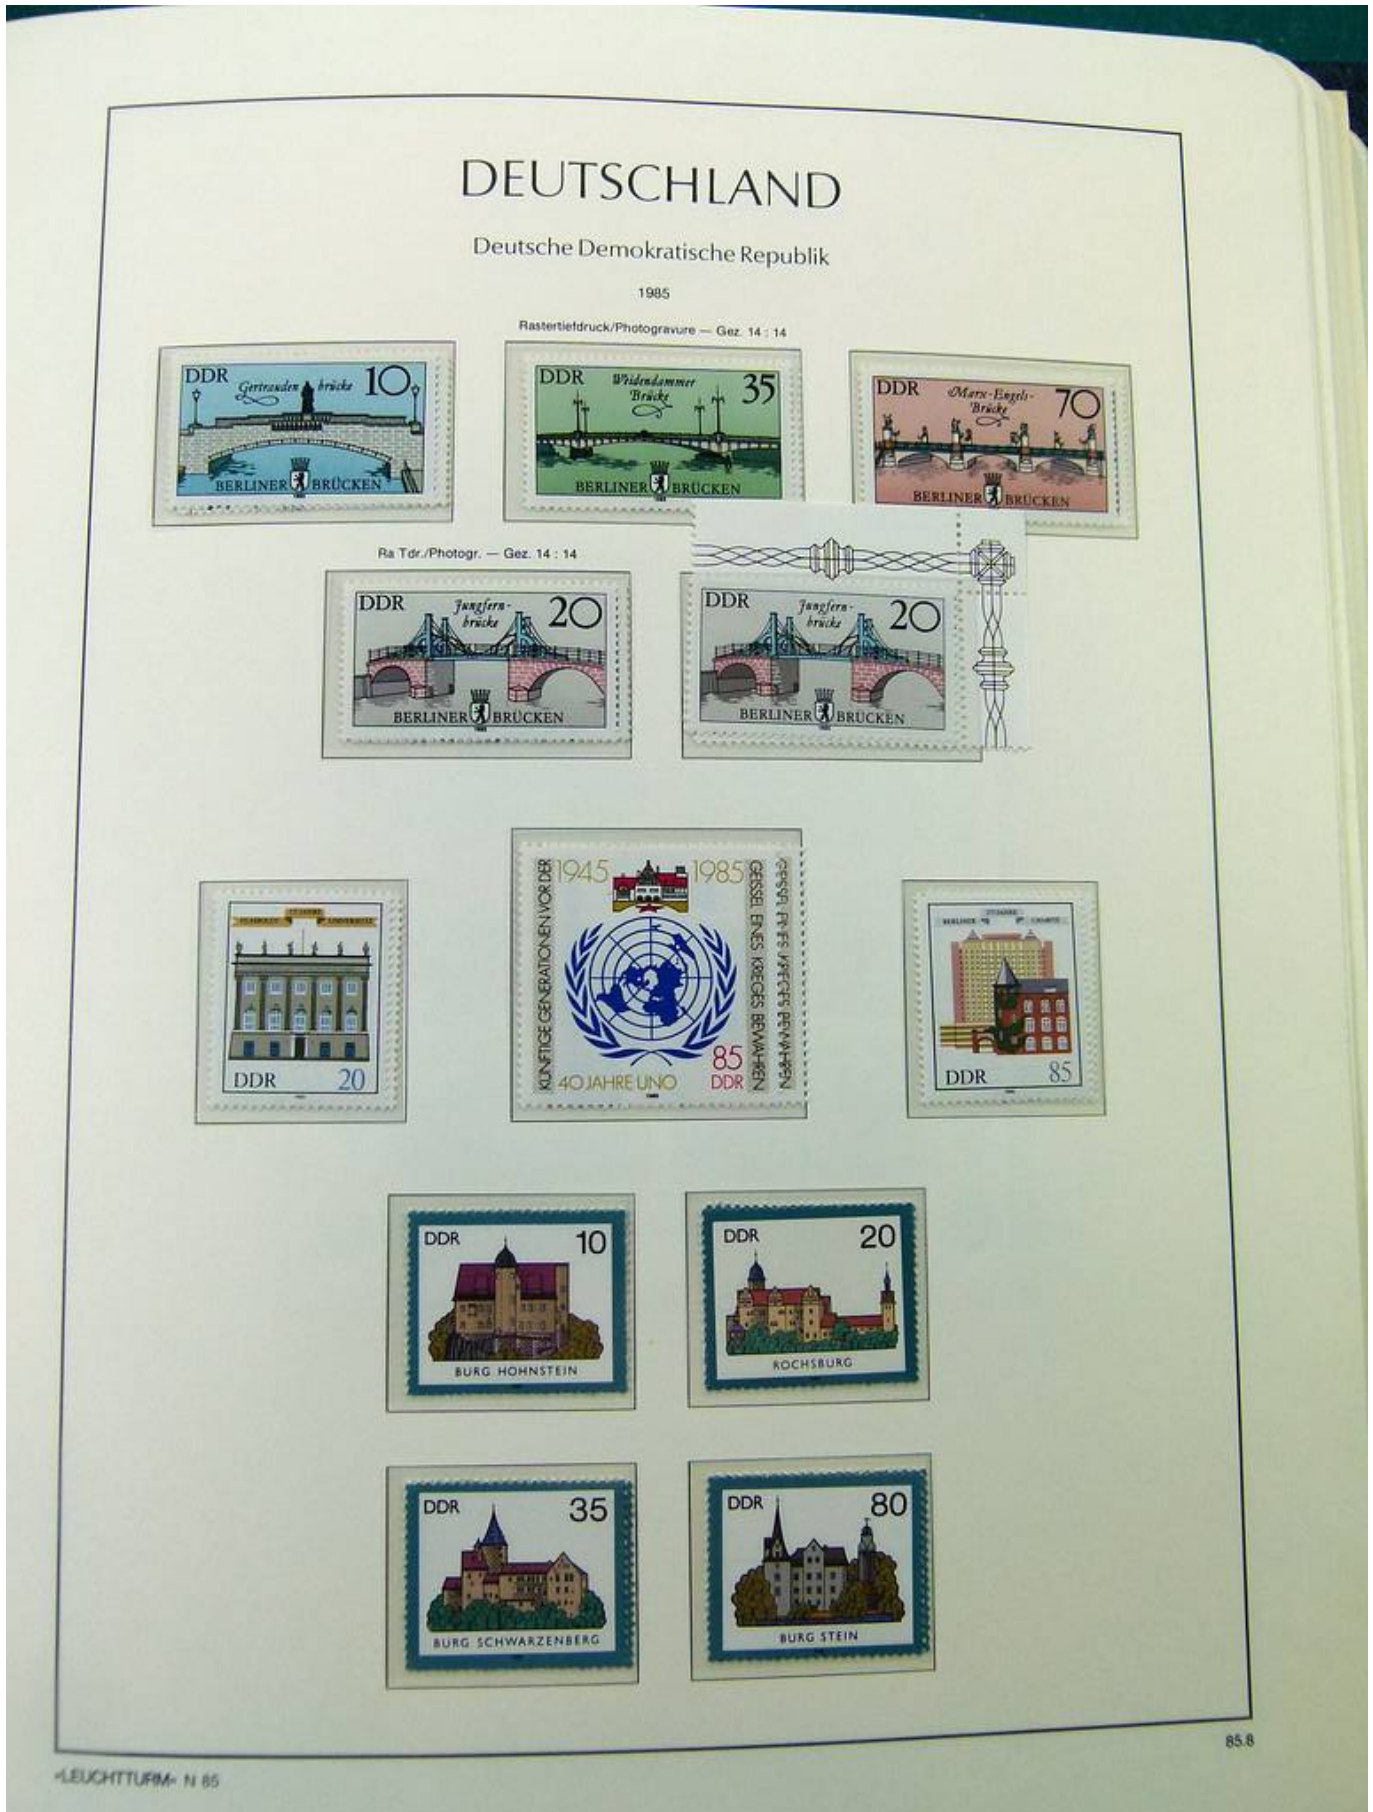 DEUTSCHLAND
Deutsche Demokratische Republik
1985
Rastertiefdruck/Photogravure — Gez. 14 : 14
DDR
Gertrauden brücke
10
BERLINER BRÜCKEN
DDR
Weidendammer
Brücke
35
BERLINER BRÜCKEN
DDR
Marx-Engels-
Brücke
70
BERLINER BRÜCKEN
Ra Tdr./Photogr. — Gez. 14 : 14
DDR
Jungfern-
brücke
20
BERLINER BRÜCKEN
DDR
Jungfern-
brücke
20
BERLINER BRÜCKEN
UNIVERSITÄT
DDR 20
1945 1985
KÜNFTIGE GENERATIONEN VOR DER
GEISSEL EINES KRIEGES BEWAHREN
85
40 JAHRE UNO DDR
1985
BERLINER CHARITÉ
DDR 85
DDR 10
BURG HOHNSTEIN
DDR 20
ROCHSBURG
DDR 35
BURG SCHWARZENBERG
DDR 80
BURG STEIN
85.8
»LEUCHTTURM« N 85